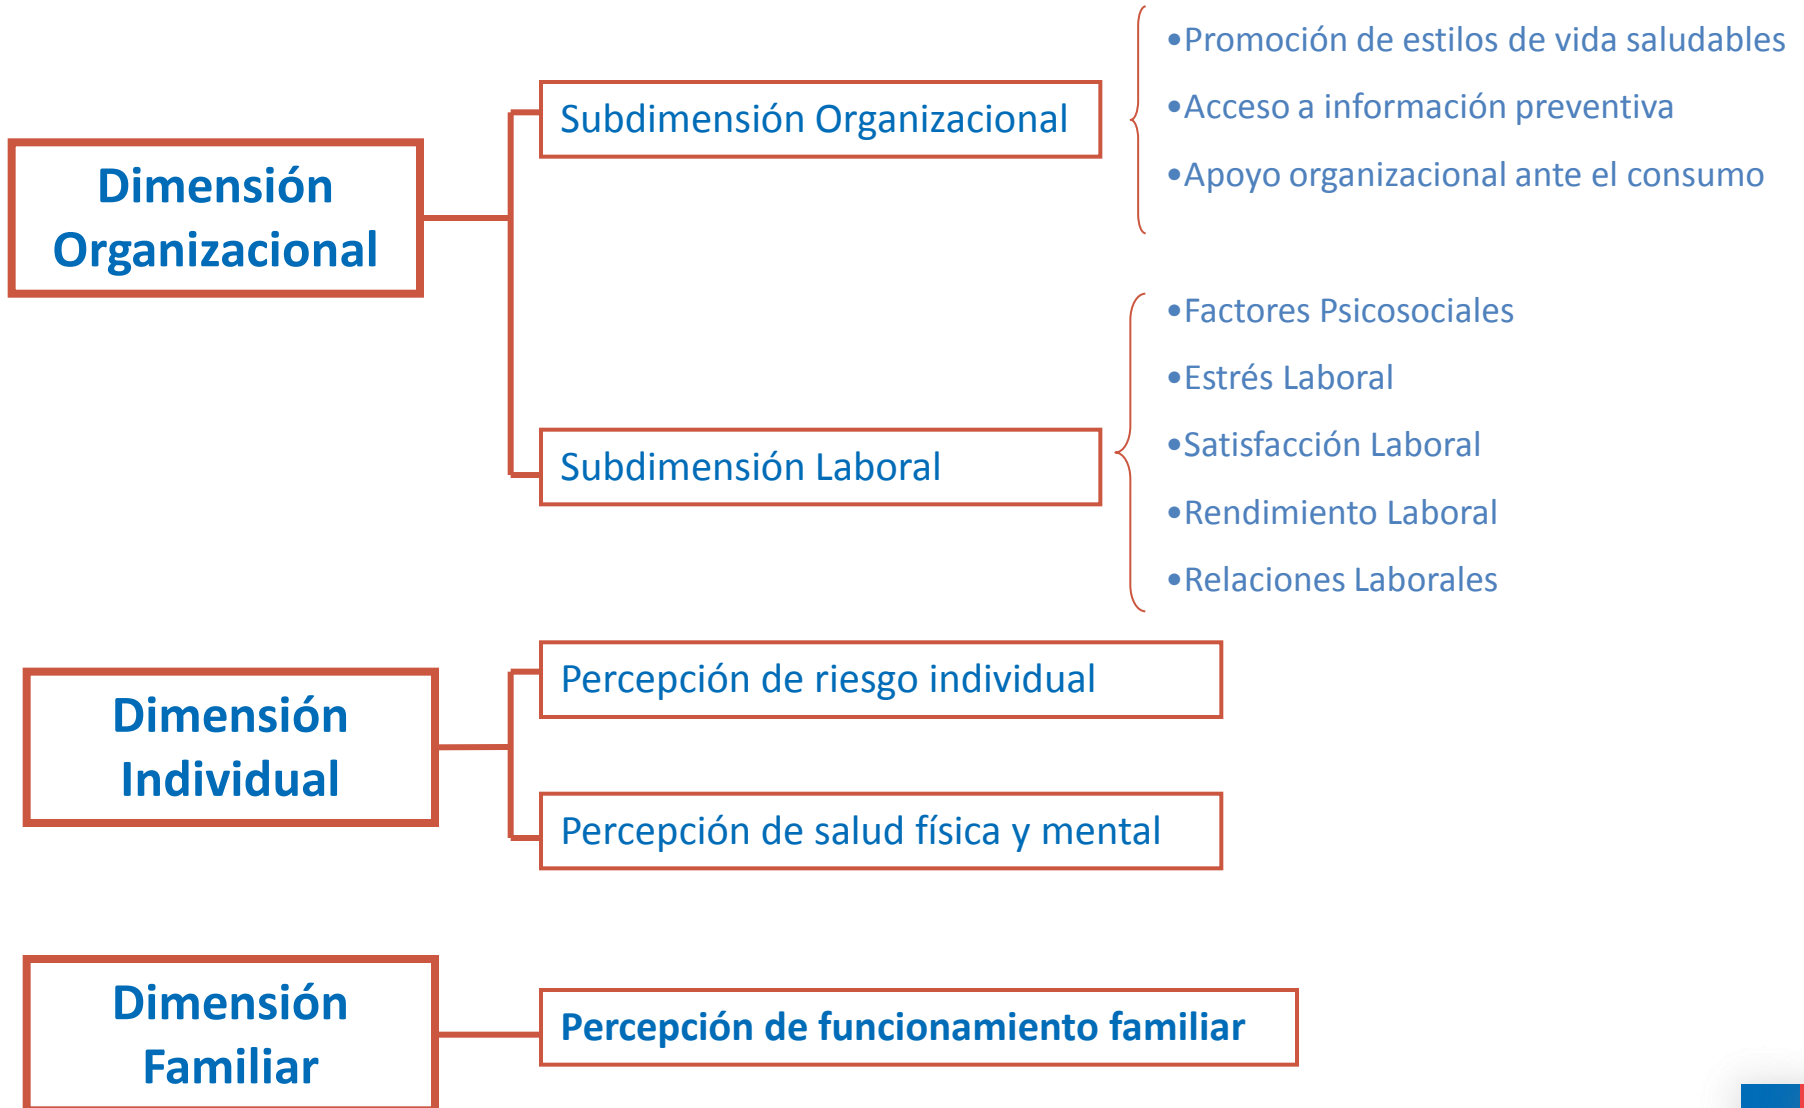 Dimensión
Organizacional
Subdimensión Organizacional
•Promoción de estilos de vida saludables
•Acceso a información preventiva
•Apoyo organizacional ante el consumo
Subdimensión Laboral
•Factores Psicosociales
•Estrés Laboral
•Satisfacción Laboral
•Rendimiento Laboral
•Relaciones Laborales
Dimensión
Individual
Percepción de riesgo individual
Percepción de salud física y mental
Dimensión
Familiar
Percepción de funcionamiento familiar